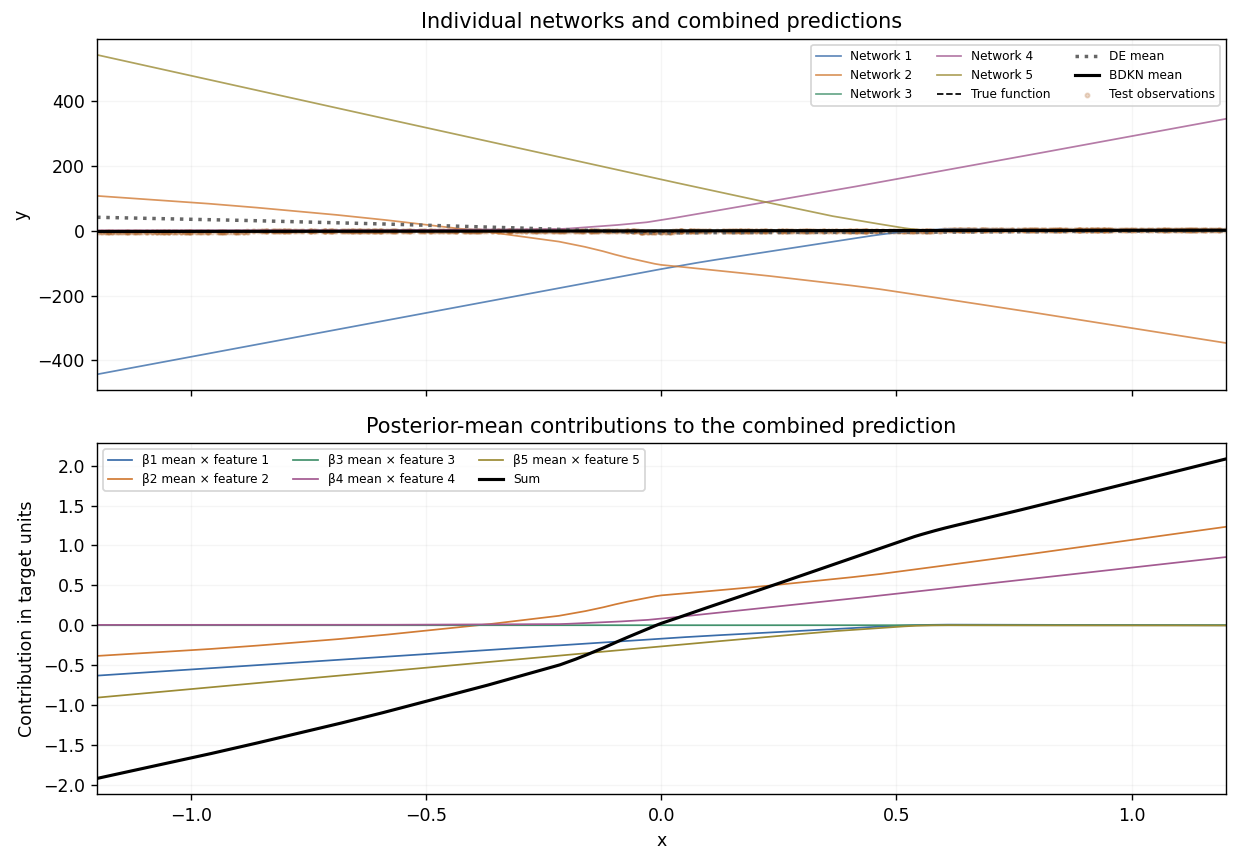 Individual networks and combined predictions
Network 1
Network 2
Network 3
Network 4
Network 5
True function
DE mean
BDKN mean
Test observations
y
400
200
0
−200
−400
Posterior-mean contributions to the combined prediction
β1 mean × feature 1
β2 mean × feature 2
β3 mean × feature 3
β4 mean × feature 4
β5 mean × feature 5
Sum
Contribution in target units
2.0
1.5
1.0
0.5
0.0
−0.5
−1.0
−1.5
−2.0
−1.0
−0.5
0.0
0.5
1.0
x